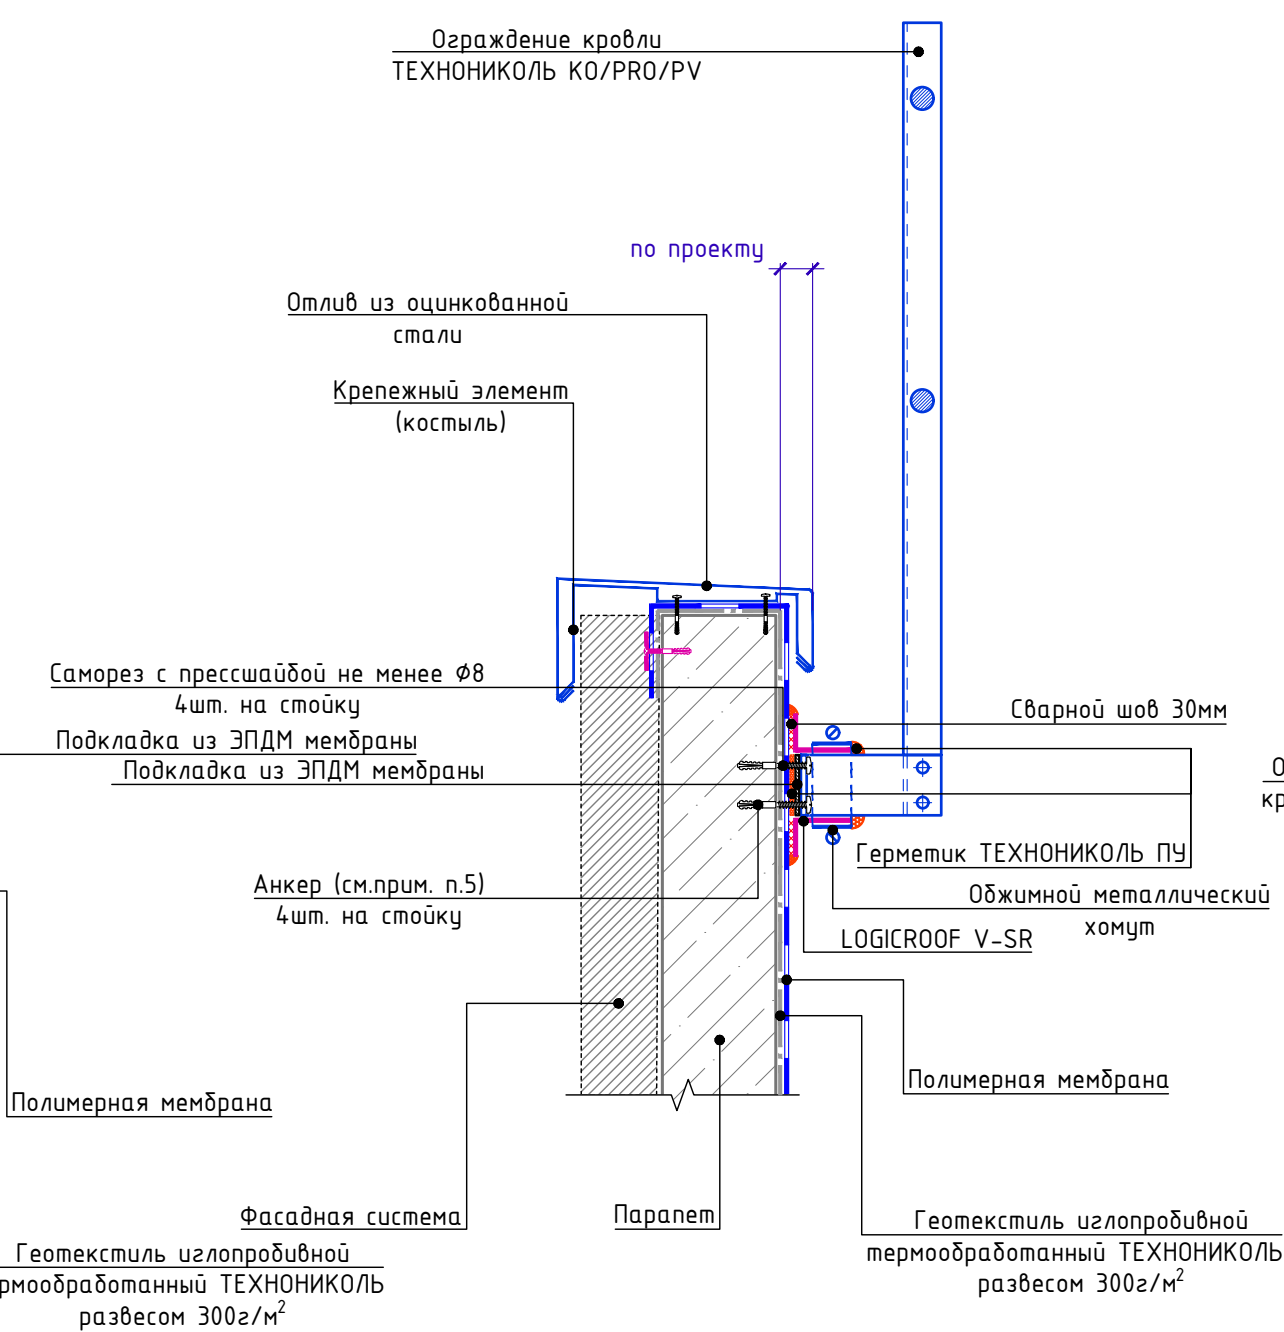 Ограждение кровли
ТЕХНОНИКОЛЬ КО/PRO/PV
по проекту
Отлив из оцинкованной
стали
Крепежный элемент
(костыль)
Саморез с прессшайбой не менее Ф8
4шт. на стойку
Подкладка из ЭПДМ мембраны
Подкладка из ЭПДМ мембраны
Сварной шов 30мм
Герметик ТЕХНОНИКОЛЬ ПУ
Анкер (см.прим. п.5)
4шт. на стойку
Обжимной металлический
хомут
LOGICROOF V-SR
Полимерная мембрана
Полимерная мембрана
Фасадная система
Парапет
Геотекстиль иглопробивной
термообработанный ТЕХНОНИКОЛЬ
развесом 300г/м²
Геотекстиль иглопробивной
рмообработанный ТЕХНОНИКОЛЬ
развесом 300г/м²